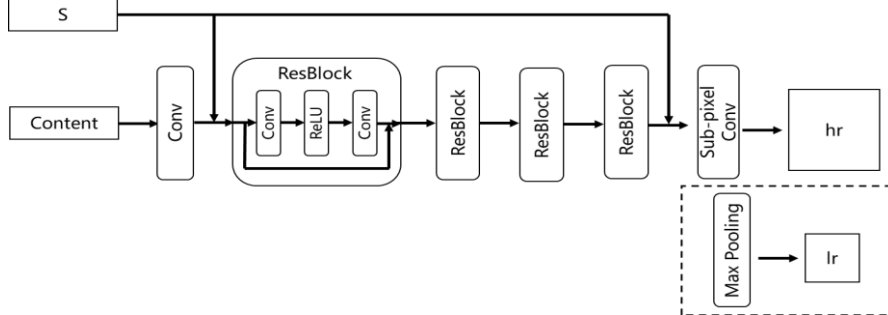 S
Content
Conv
ResBlock
Conv
ReLU
Conv
ResBlock
ResBlock
ResBlock
Sub-pixel
Conv
hr
Max Pooling
lr